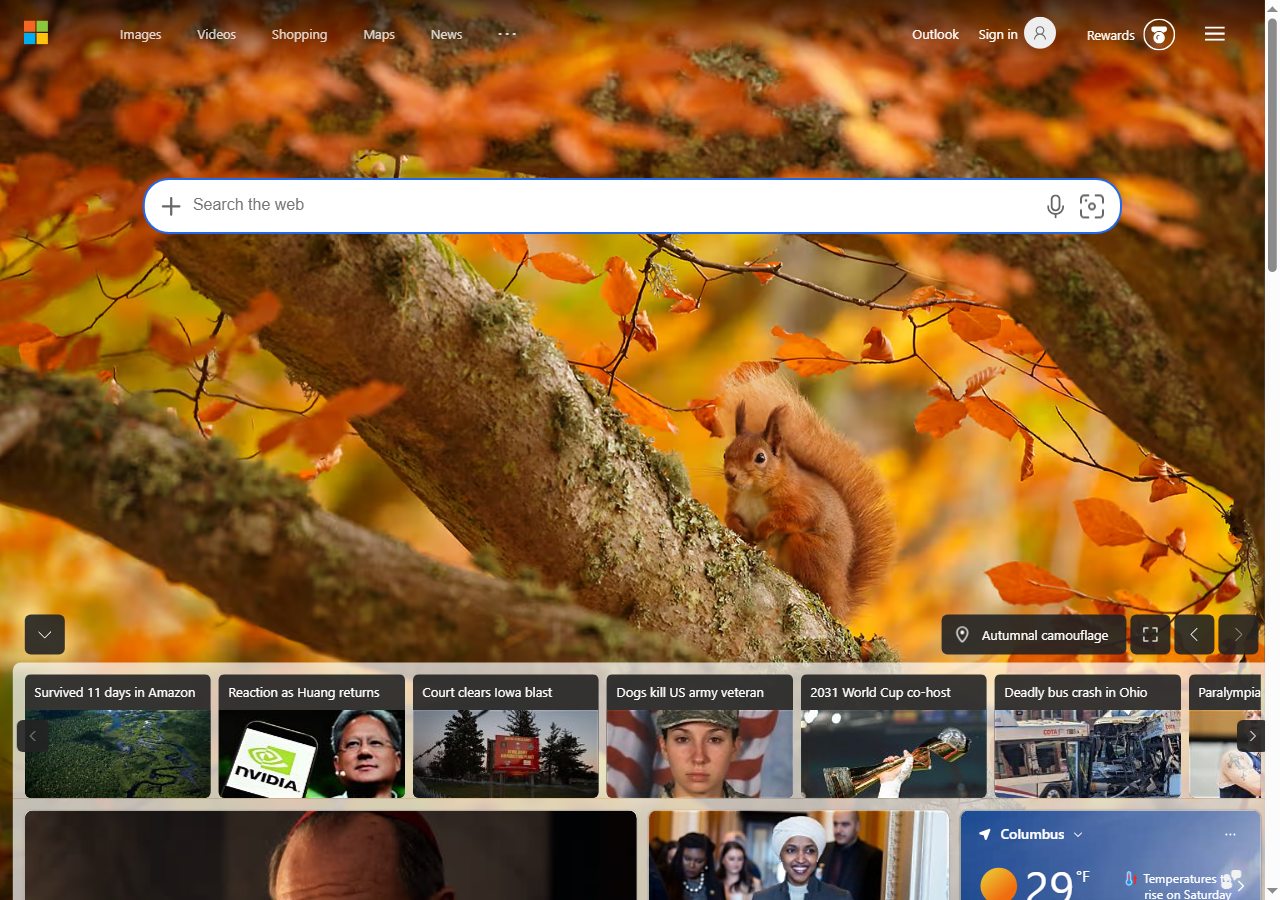 Images
Videos
Shopping
Maps
News
Outlook
Sign in
Rewards
Search the web
Autumnal camouflage
Survived 11 days in Amazon
Reaction as Huang returns
Court clears Iowa blast
Dogs kill US army veteran
2031 World Cup co-host
Deadly bus crash in Ohio
Paralympia
NVIDIA
COTA
Columbus
29°F
Temperatures t
rise on Saturday